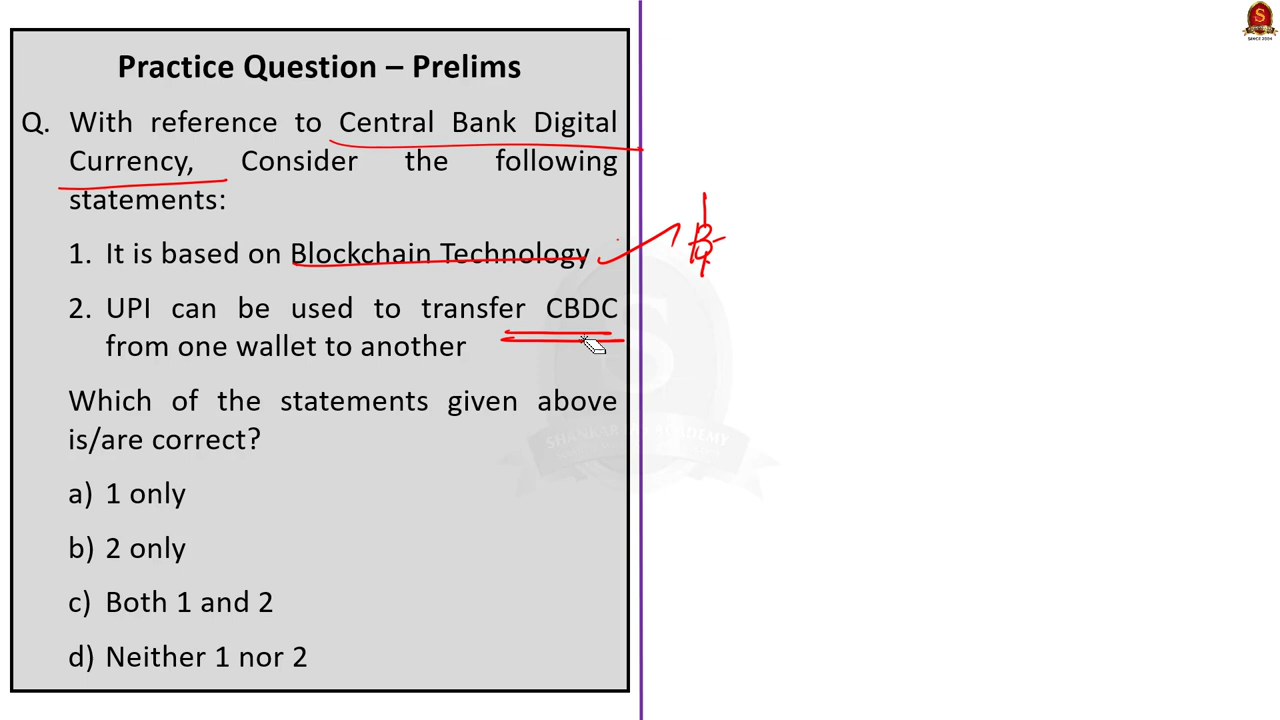 Practice Question – Prelims
Q. With reference to Central Bank Digital
Currency, Consider the following
statements:
1. It is based on Blockchain Technology
2. UPI can be used to transfer CBDC
from one wallet to another
Which of the statements given above
is/are correct?
a) 1 only
b) 2 only
c) Both 1 and 2
d) Neither 1 nor 2
S
SINCE 2004
S